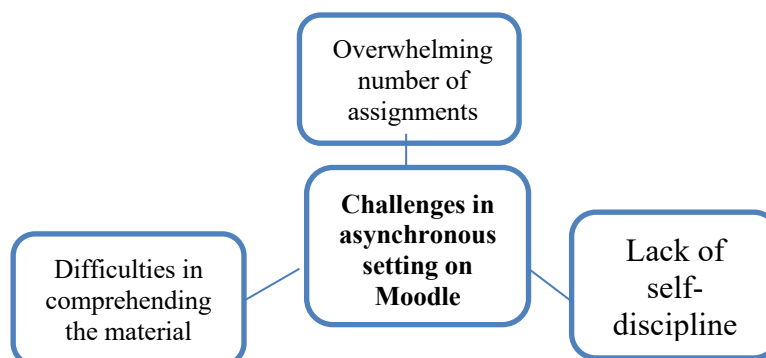 Overwhelming
number of
assignments
Challenges in
asynchronous
setting on
Moodle
Difficulties in
comprehending
the material
Lack of
self-
discipline